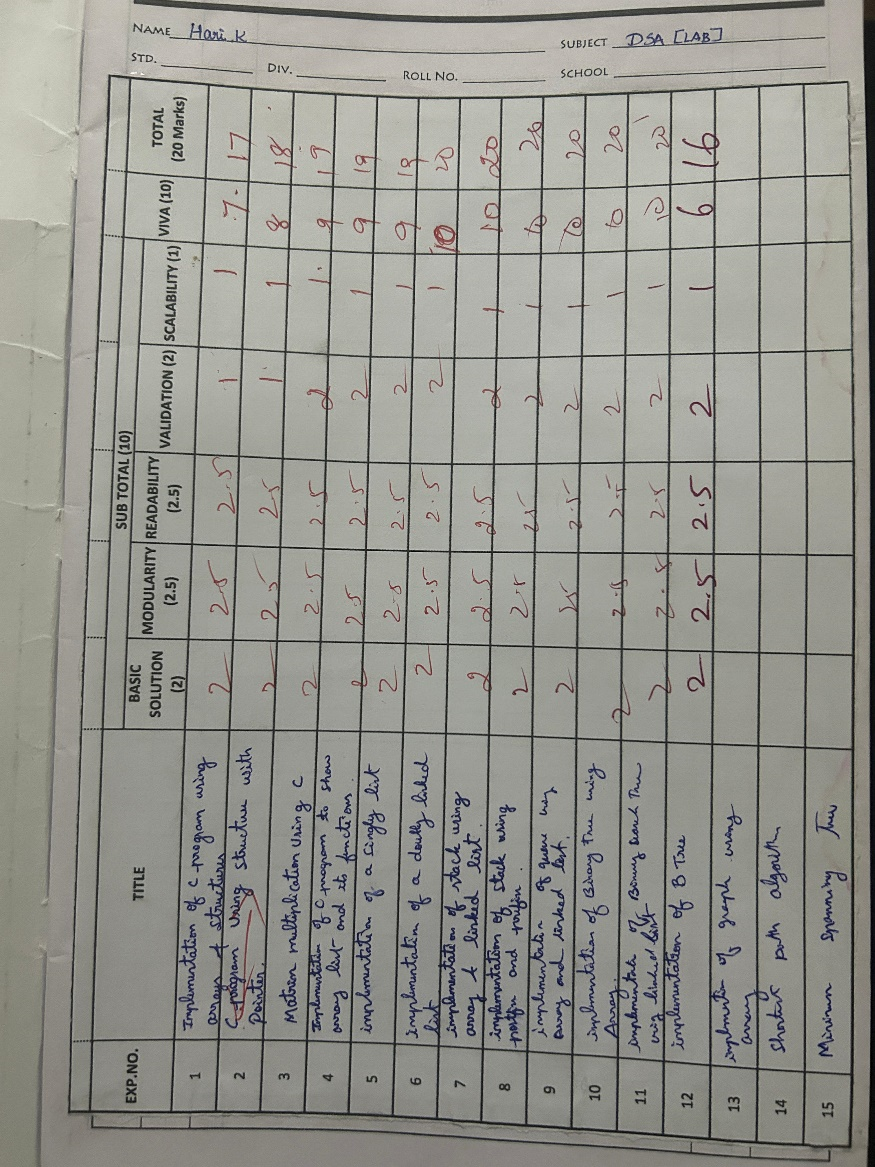 NAME Hari.K SUBJECT DSA [LAB]
STD. DIV. ROLL NO. SCHOOL
EXP.NO. TITLE SUB TOTAL (10) VIVA (10) TOTAL (20 Marks)
BASIC SOLUTION (2) MODULARITY (2.5) READABILITY (2.5) VALIDATION (2) SCALABILITY (1)
1 Implementation of C program using 2 2.5 2.5 1 1 7. 17
arrays & structures
2 C program using structure with 2 2.5 2.5 1 1 8 18
Pointer.
3 Matrix multiplication using C 2 2.5 2.5 2 1 9 19
4 Implementation of C program to show 2 2.5 2.5 2 1 9 19
array list and its functions.
5 implementation of a singly list 2 2.5 2.5 2 1 9 19
6 implementation of a doubly linked 2 2.5 2.5 2 1 10 20
list
7 implementation of stack using 2 2.5 2.5 2 1 10 20
array & linked list.
8 implementation of stack using 2 2.5 2.5 2 1 10 20
postfix and prefix
9 implementation of queue using 2 2.5 2.5 2 1 10 20
array and linked list.
10 implementation of Binary Tree using 2 2.5 2.5 2 1 10 20
Array.
11 of Binary Search Tree 2 2.5 2.5 2 1 10 20
linked list
12 implementation of B Tree 2 2.5 2.5 2 1 6 16
13 of graph using
array
14 Shortest path algorithm
15 Minimum Spanning Tree